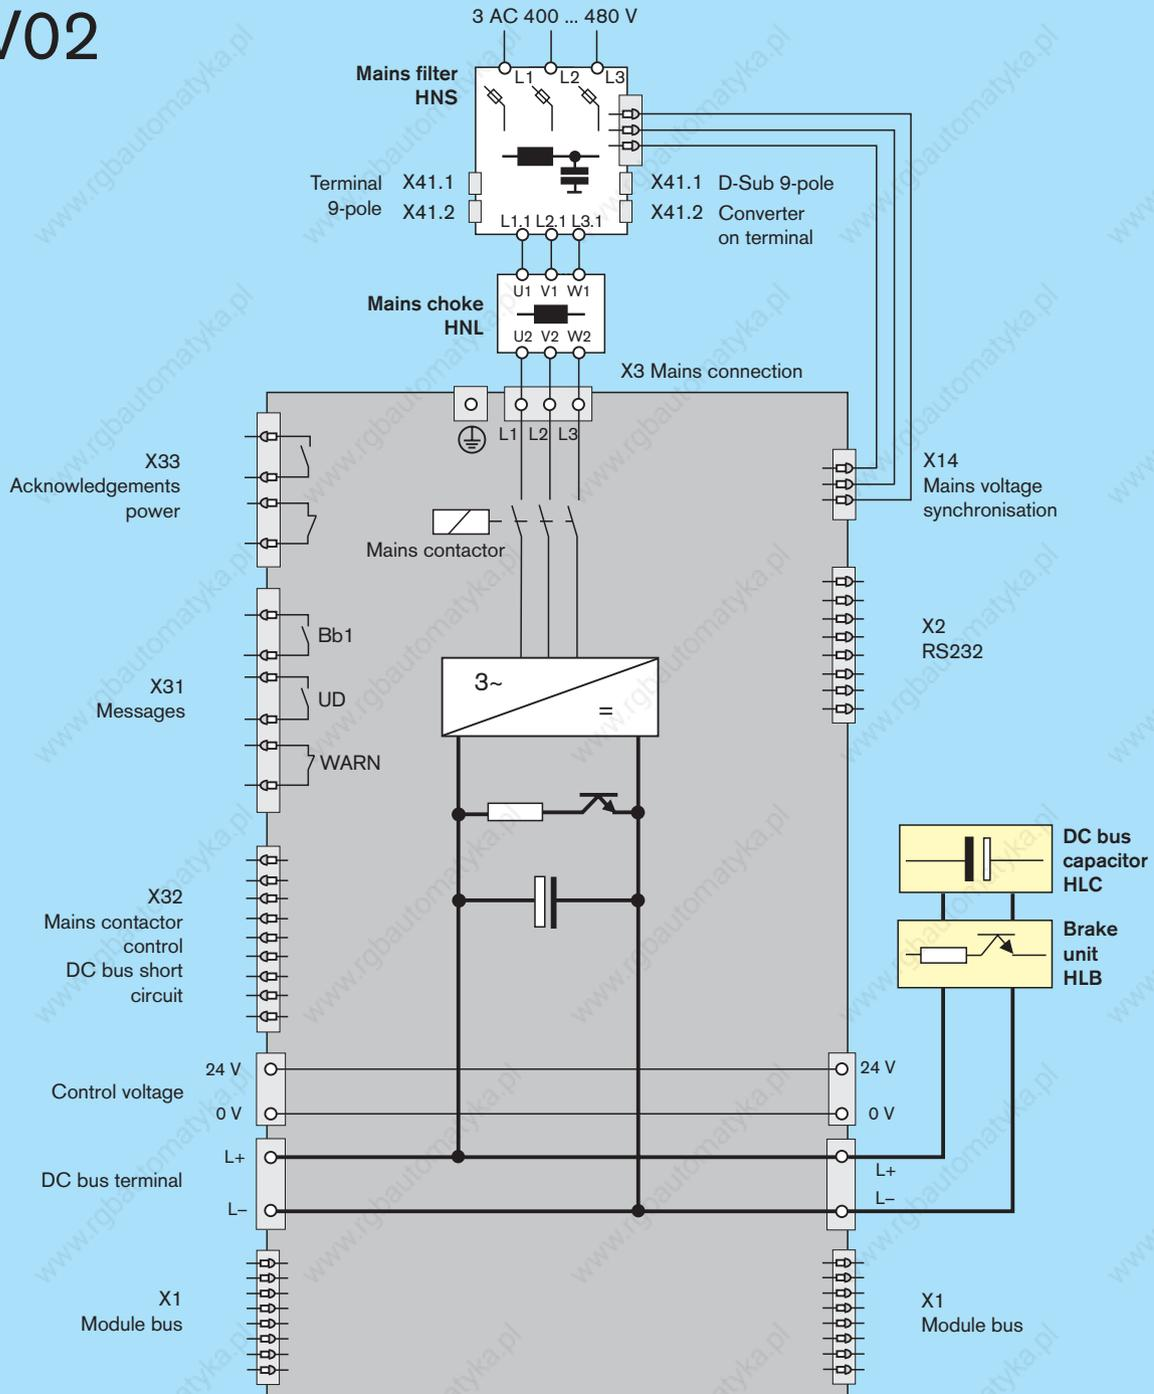 V02
3 AC 400 ... 480 V
Mains filter
HNS
L1 L2 L3
Terminal
9-pole
X41.1
X41.2
X41.1 D-Sub 9-pole
X41.2 Converter
on terminal
L1.1 L2.1 L3.1
Mains choke
HNL
U1 V1 W1
U2 V2 W2
X3 Mains connection
L1 L2 L3
X33
Acknowledgements
power
Mains contactor
X14
Mains voltage
synchronisation
X31
Messages
Bb1
UD
WARN
3~
=
X2
RS232
DC bus
capacitor
HLC
Brake
unit
HLB
X32
Mains contactor
control
DC bus short
circuit
Control voltage
24 V
0 V
24 V
0 V
DC bus terminal
L+
L–
L+
L–
X1
Module bus
X1
Module bus
www.rgbautomatyka.pl